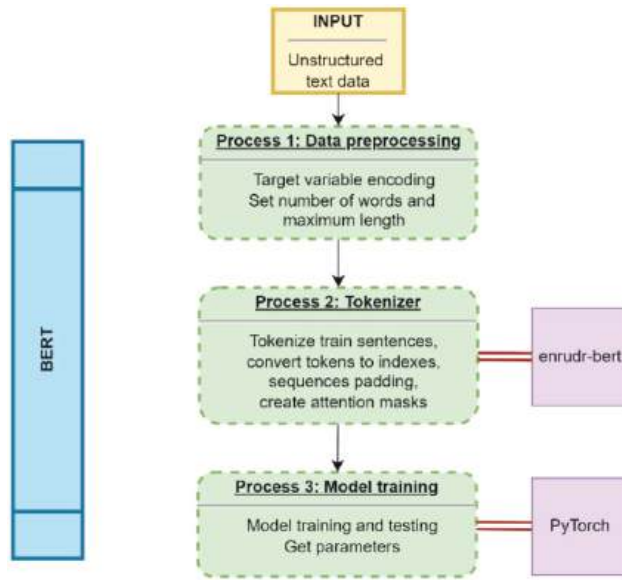 INPUT
Unstructured
text data
Process 1: Data preprocessing
Target variable encoding
Set number of words and
maximum length
BERT
Process 2: Tokenizer
Tokenize train sentences,
convert tokens to indexes,
sequences padding,
create attention masks
enrudr-bert
Process 3: Model training
Model training and testing
Get parameters
PyTorch